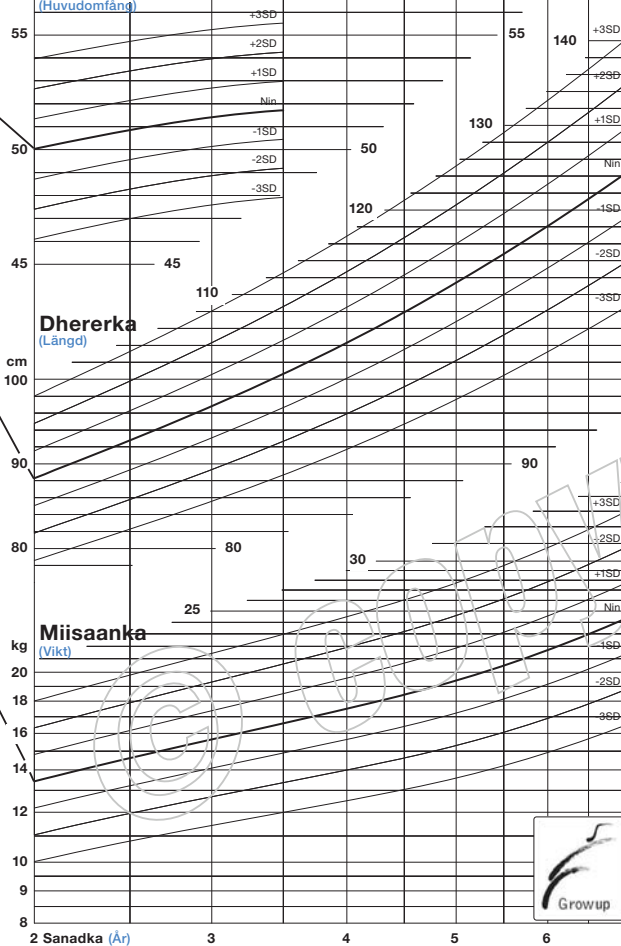 (Huvudomfång)
+3SD
55
55
+3SD
140
+2SD
+2SD
+1SD
Nin
130
+1SD
-1SD
50
50
Nin
-2SD
-3SD
120
-1SD
-2SD
45
45
110
-3SD
Dhererka
(Längd)
cm
100
90
90
+3SD
80
80
+2SD
30
+1SD
25
Nin
Miisaanka
(Vikt)
kg
-1SD
20
-2SD
18
-3SD
16
14
12
10
9
8
© copy
Growup
2 Sanadka (År)
3
4
5
6